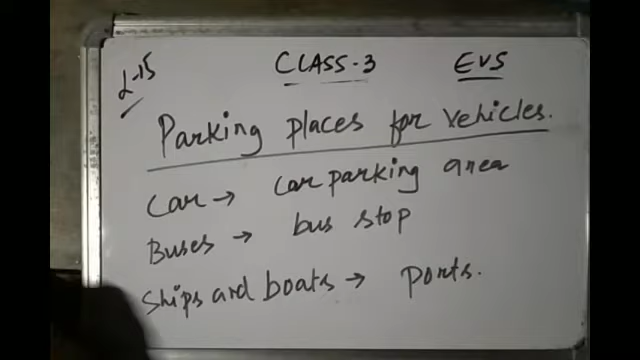 L-15 CLASS-3 EVS
Parking places for vehicles.
Car → Car parking area
Buses → bus stop
Ships and boats → Ports.